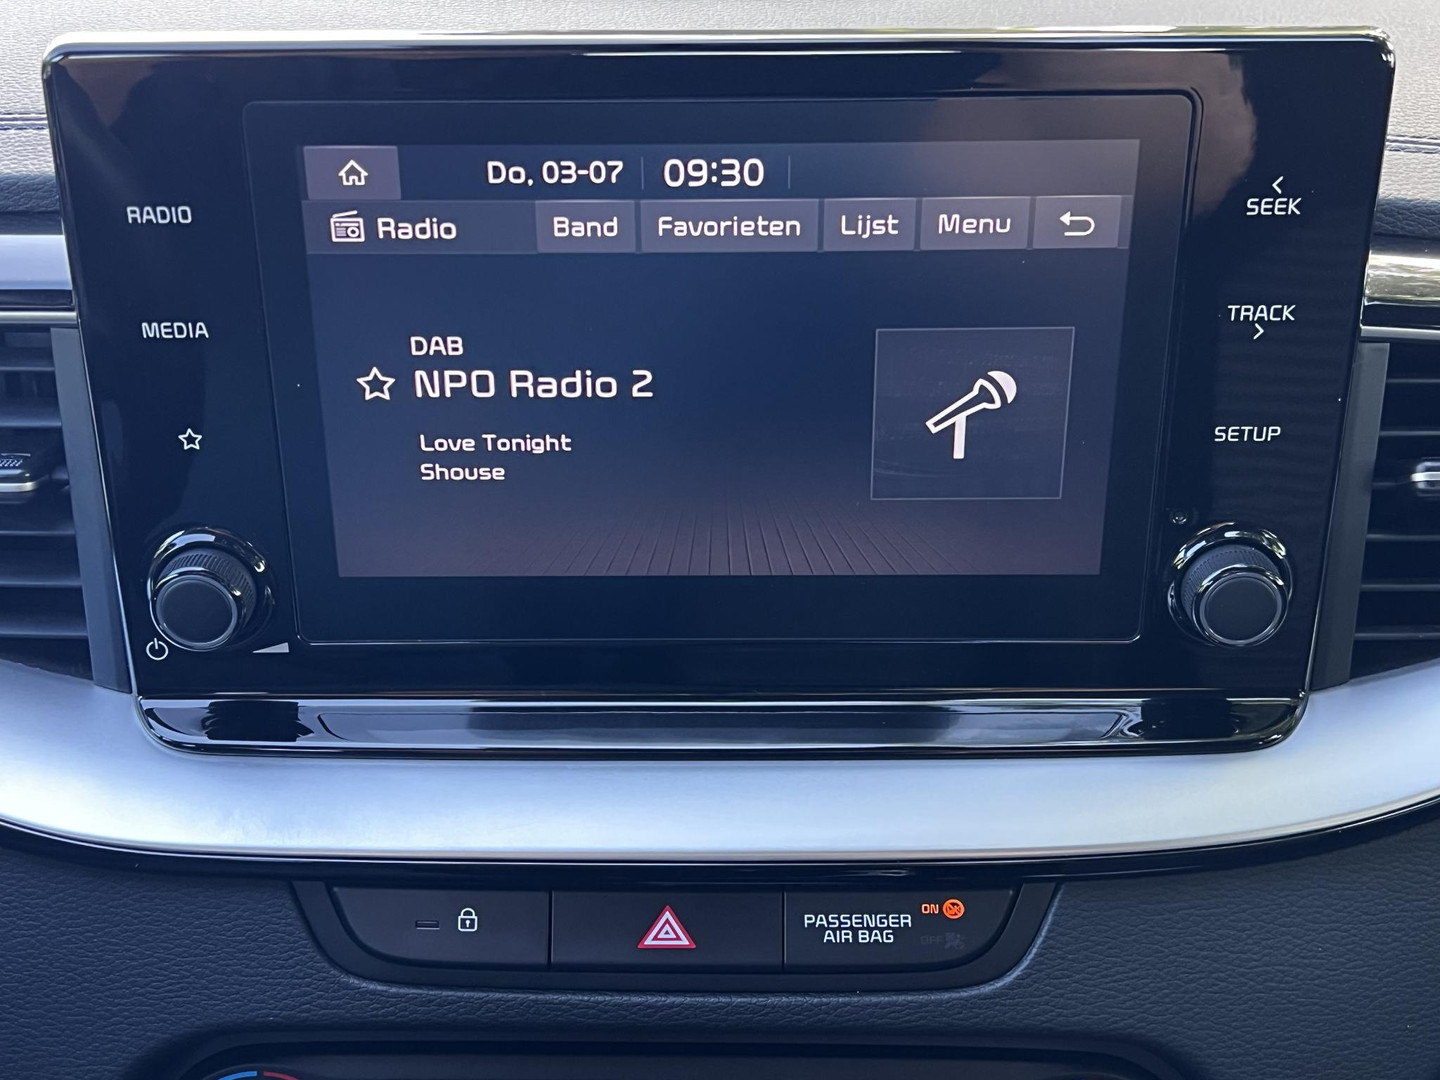 Do, 03-07 09:30
Radio Band Favorieten Lijst Menu
RADIO
MEDIA
DAB
NPO Radio 2
Love Tonight
Shouse
SEEK
TRACK
SETUP
PASSENGER
AIR BAG
ON
OFF